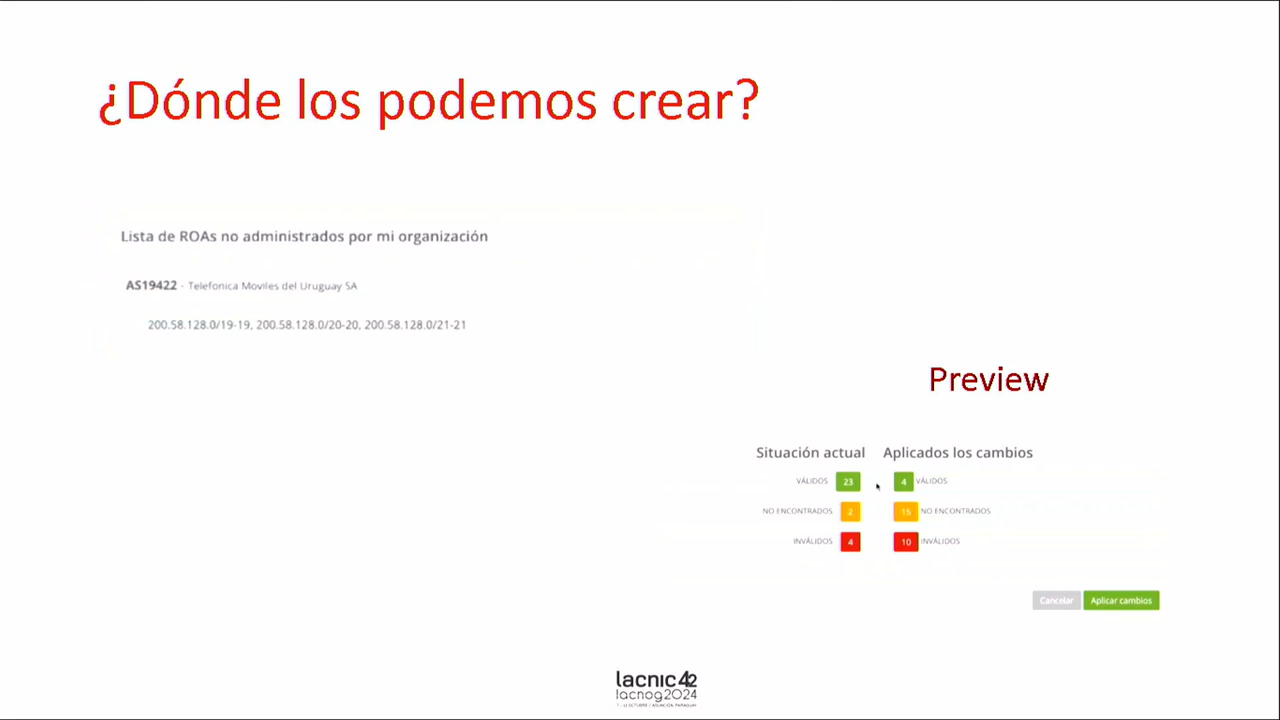 ¿Dónde los podemos crear?
Lista de ROAs no administrados por mi organización
AS19422 - Telefonica Moviles del Uruguay SA
200.58.128.0/19-19, 200.58.128.0/20-20, 200.58.128.0/21-21
Preview
Situación actual Aplicados los cambios
VÁLIDOS 23 4 VÁLIDOS
NO ENCONTRADOS 2 15 NO ENCONTRADOS
INVÁLIDOS 4 10 INVÁLIDOS
Cancelar Aplicar cambios
lacnic42
lacnog2024
OCTUBRE / ASUNCIÓN, PARAGUAY